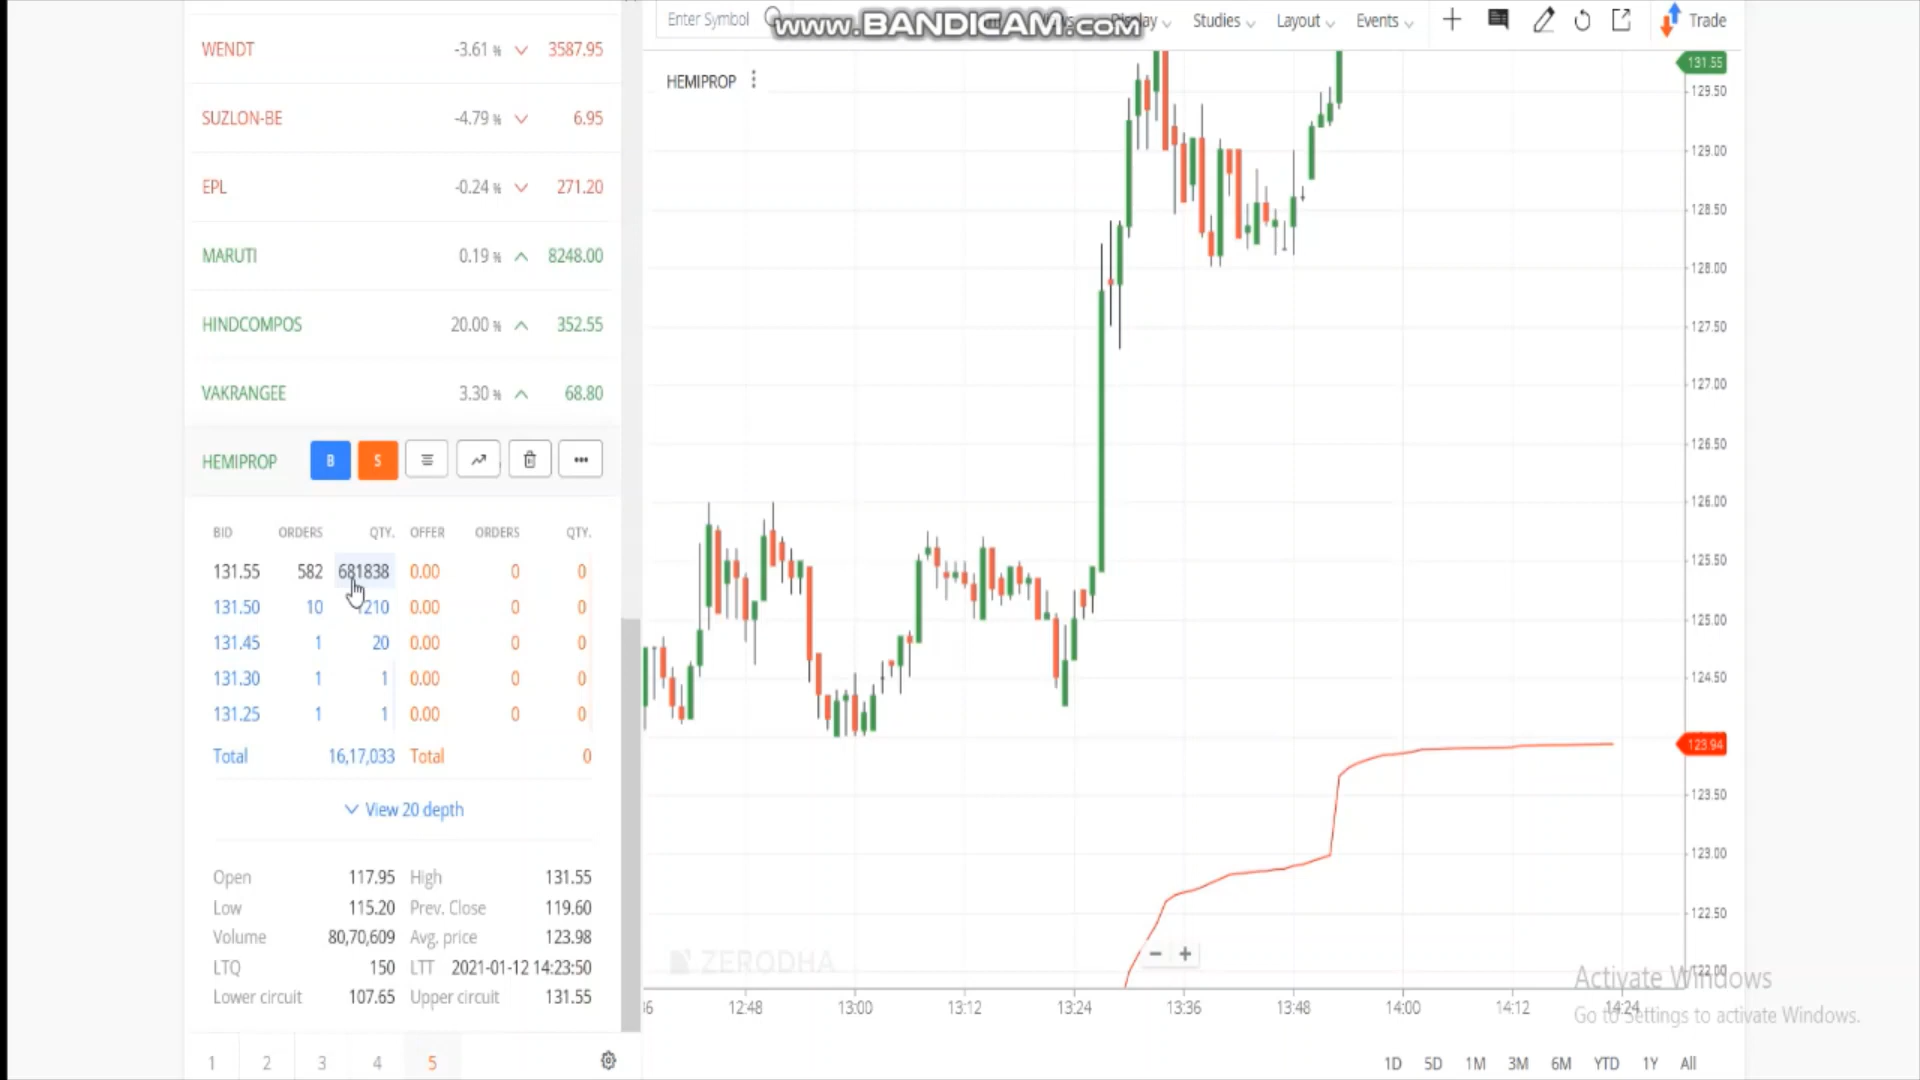 Enter Symbol
www.BANDICAM.com
Studies
Layout
Events
Trade
WENDT -3.61 % 3587.95
SUZLON-BE -4.79 % 6.95
EPL -0.24 % 271.20
MARUTI 0.19 % 8248.00
HINDCOMPOS 20.00 % 352.55
VAKRANGEE 3.30 % 68.80
HEMIPROP B S
BID ORDERS QTY. OFFER ORDERS QTY.
131.55 582 681838 0.00 0 0
131.50 10 7210 0.00 0 0
131.45 1 20 0.00 0 0
131.30 1 1 0.00 0 0
131.25 1 1 0.00 0 0
Total 16,17,033 Total 0
View 20 depth
Open 117.95 High 131.55
Low 115.20 Prev. Close 119.60
Volume 80,70,609 Avg. price 123.98
LTQ 150 LTT 2021-01-12 14:23:50
Lower circuit 107.65 Upper circuit 131.55
1 2 3 4 5
HEMIPROP
131.55
129.50
129.00
128.50
128.00
127.50
127.00
126.50
126.00
125.50
125.00
124.50
123.94
123.50
123.00
122.50
122.00
ZERODHA
12:48 13:00 13:12 13:24 13:36 13:48 14:00 14:12 14:24
Activate Windows
Go to Settings to activate Windows.
1D 5D 1M 3M 6M YTD 1Y All